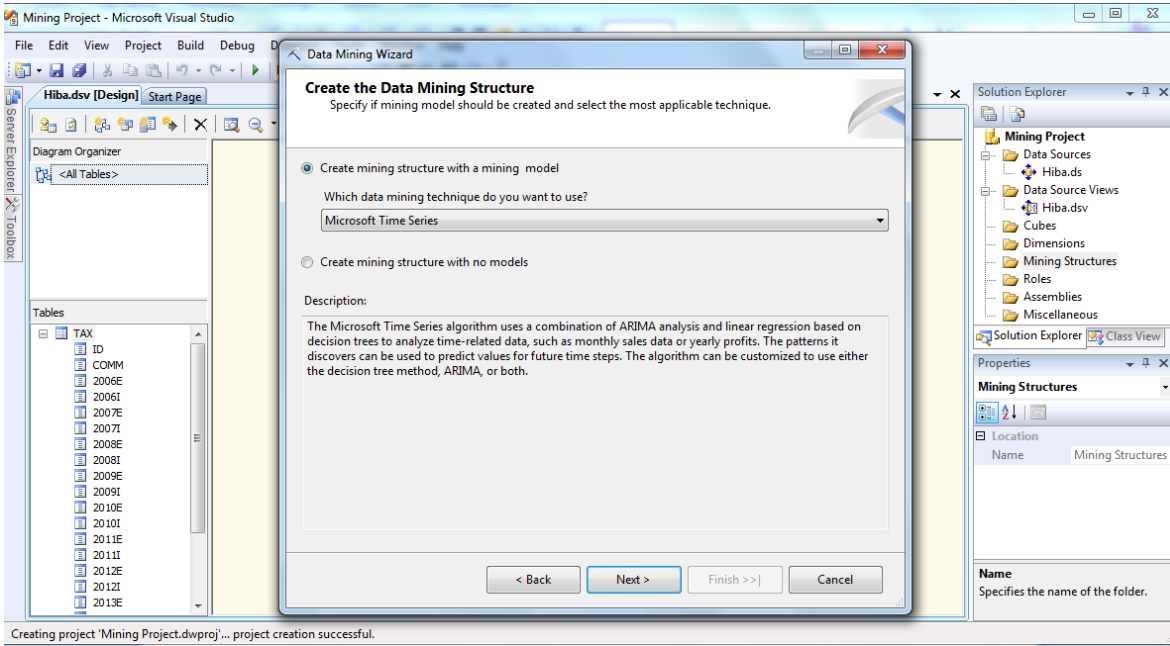 Mining Project - Microsoft Visual Studio
File Edit View Project Build Debug D
Data Mining Wizard
Create the Data Mining Structure
Specify if mining model should be created and select the most applicable technique.
Create mining structure with a mining model
Which data mining technique do you want to use?
Microsoft Time Series
Create mining structure with no models
Description:
The Microsoft Time Series algorithm uses a combination of ARIMA analysis and linear regression based on
decision trees to analyze time-related data, such as monthly sales data or yearly profits. The patterns it
discovers can be used to predict values for future time steps. The algorithm can be customized to use either
the decision tree method, ARIMA, or both.
< Back
Next >
Finish >>|
Cancel
Server Explorer
Toolbox
Hiba.dsv [Design]
Start Page
Diagram Organizer
<All Tables>
Tables
TAX
ID
COMM
2006E
2006I
2007E
2007I
2008E
2008I
2009E
2009I
2010E
2010I
2011E
2011I
2012E
2012I
2013E
Solution Explorer
Mining Project
Data Sources
Hiba.ds
Data Source Views
Hiba.dsv
Cubes
Dimensions
Mining Structures
Roles
Assemblies
Miscellaneous
Solution Explorer
Class View
Properties
Mining Structures
Location
Name Mining Structures
Name
Specifies the name of the folder.
Creating project 'Mining Project.dwproj'... project creation successful.